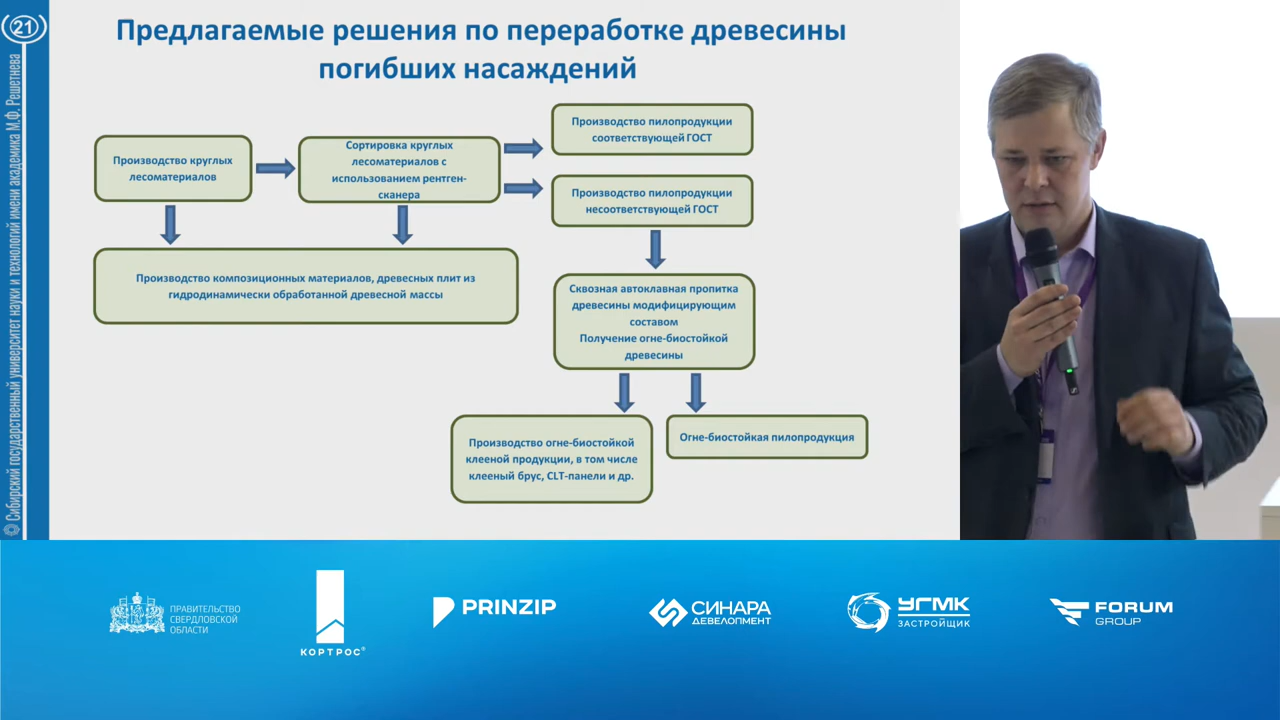 21
Предлагаемые решения по переработке древесины
погибших насаждений
Сибирский государственный университет науки и технологий имени академика М.Ф. Решетнева
Производство круглых
лесоматериалов
Сортировка круглых
лесоматериалов с
использованием рентген-
сканера
Производство пилопродукции
соответствующей ГОСТ
Производство пилопродукции
несоответствующей ГОСТ
Производство композиционных материалов, древесных плит из
гидродинамически обработанной древесной массы
Сквозная автоклавная пропитка
древесины модифицирующим
составом
Получение огне-биостойкой
древесины
Производство огне-биостойкой
клееной продукции, в том числе
клееный брус, CLT-панели и др.
Огне-биостойкая пилопродукция
ПРАВИТЕЛЬСТВО
СВЕРДЛОВСКОЙ
ОБЛАСТИ
КОРТРОС®
PRINZIP
СИНАРА
ДЕВЕЛОПМЕНТ
УГМК
ЗАСТРОЙЩИК
FORUM
GROUP